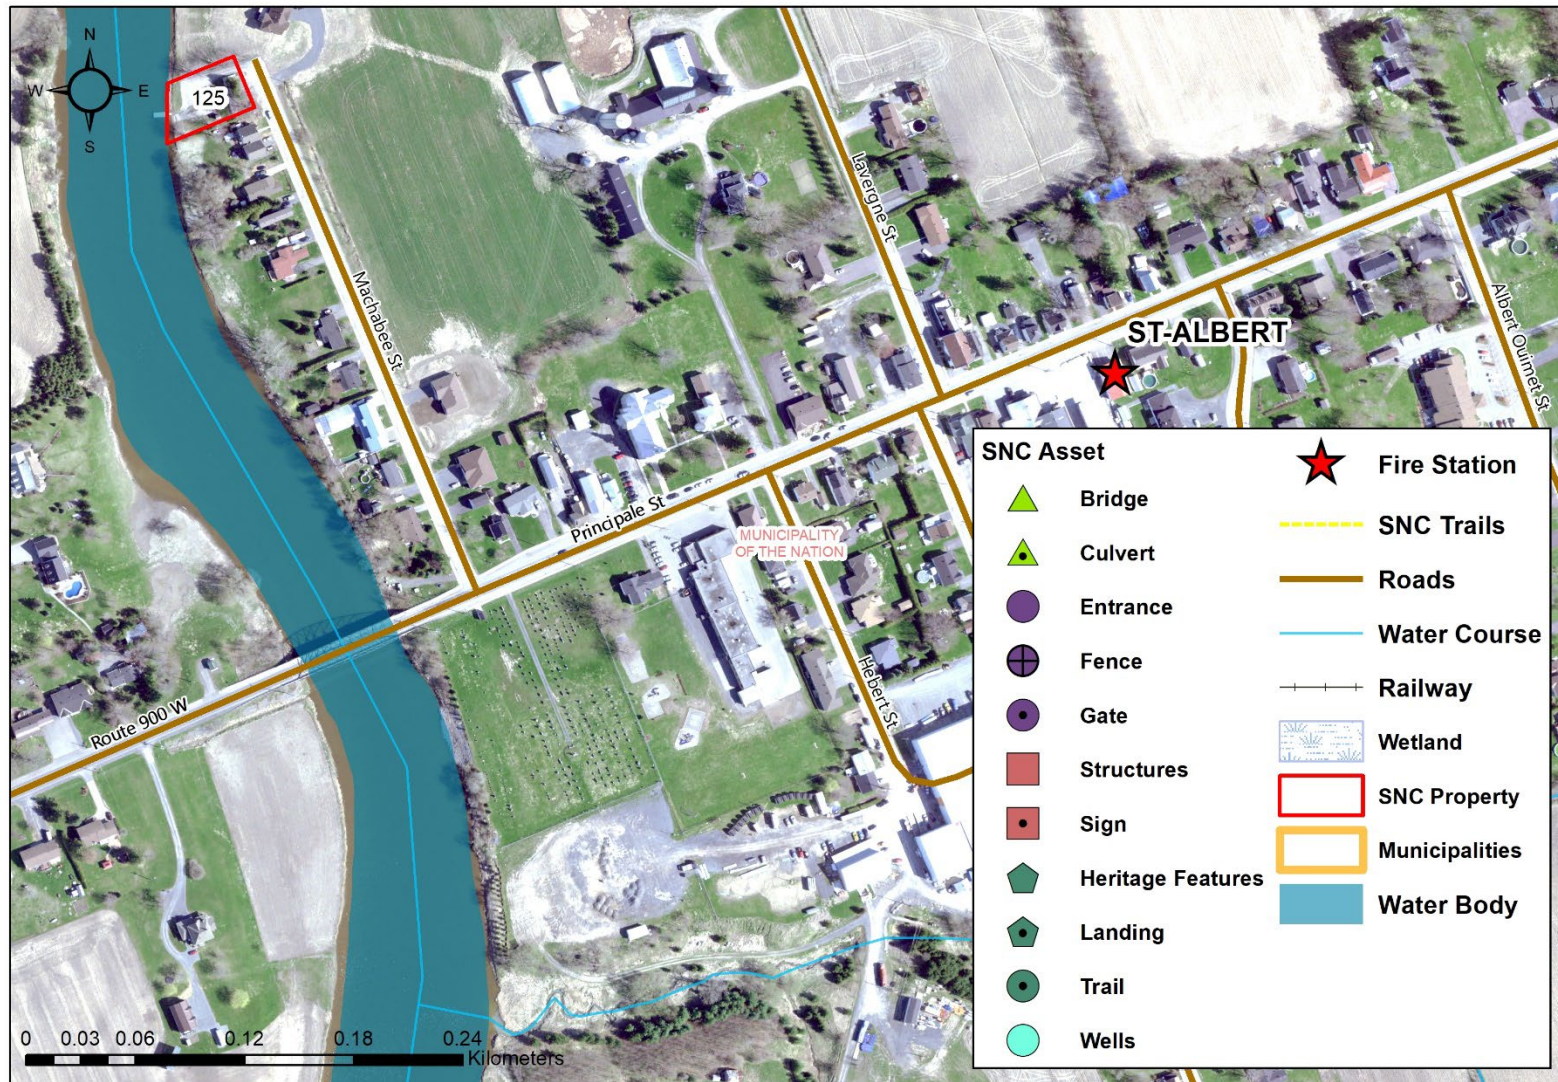 N
W
E
S
125
Machabee St
Lavergne St
ST-ALBERT
Albert Ouimet St
Principale St
MUNICIPALITY
OF THE NATION
Hebert St
Route 900 W
0 0.03 0.06 0.12 0.18 0.24
Kilometers
SNC Asset
Bridge
Culvert
Entrance
Fence
Gate
Structures
Sign
Heritage Features
Landing
Trail
Wells
Fire Station
SNC Trails
Roads
Water Course
Railway
Wetland
SNC Property
Municipalities
Water Body